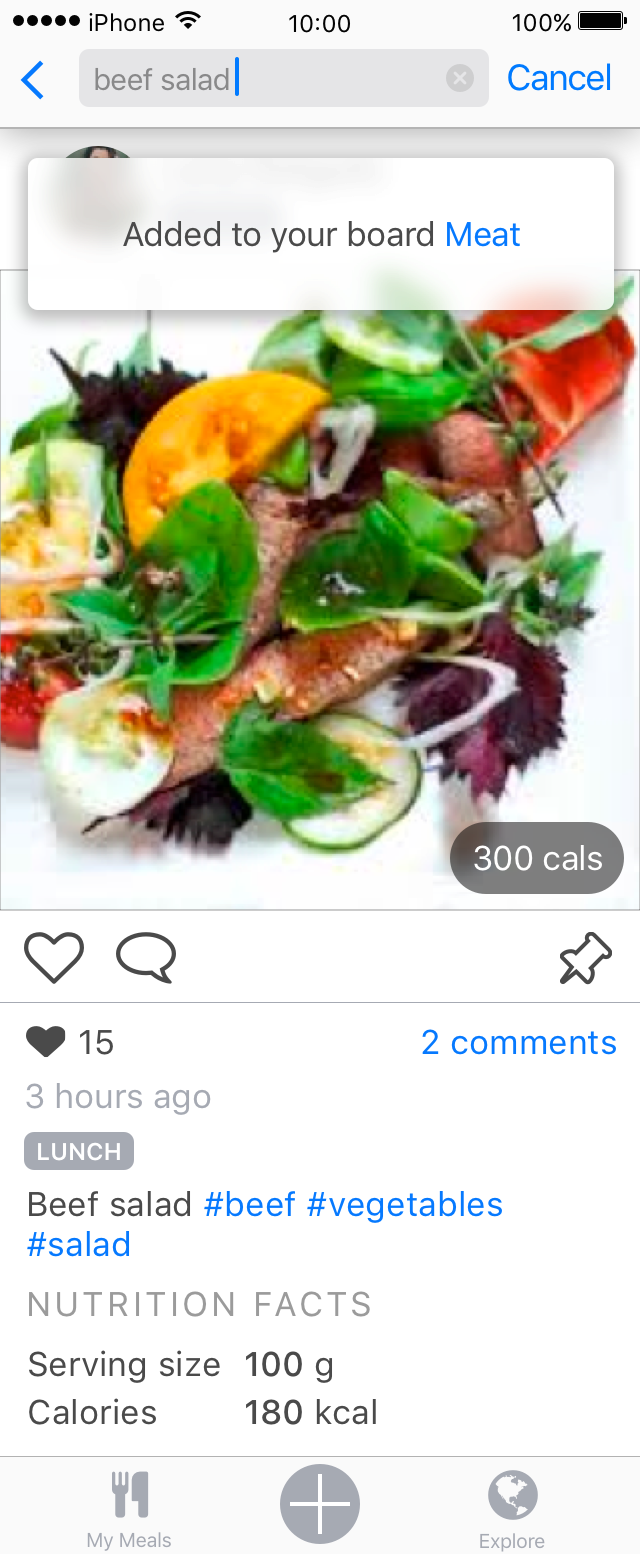 iPhone 10:00 100%
beef salad Cancel
Added to your board Meat
300 cals
15 2 comments
3 hours ago
LUNCH
Beef salad #beef #vegetables
#salad
NUTRITION FACTS
Serving size 100 g
Calories 180 kcal
My Meals Explore